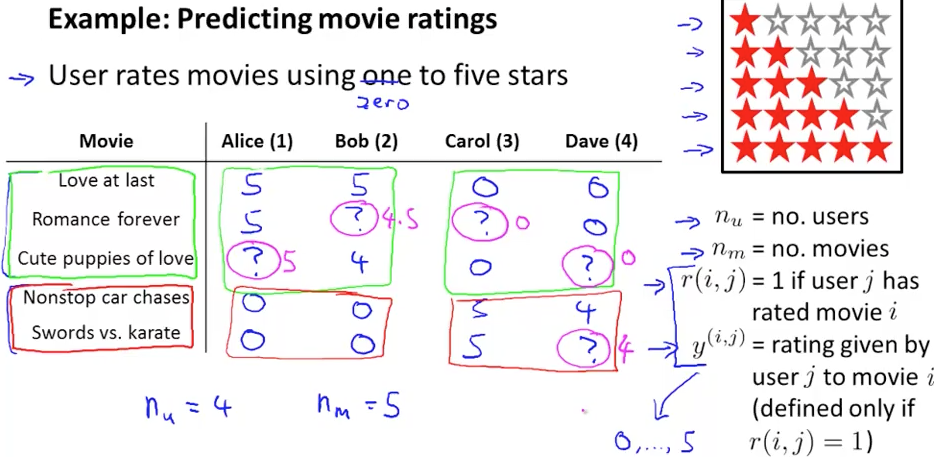 Example: Predicting movie ratings
→ User rates movies using one to five stars
zero
Movie Alice (1) Bob (2) Carol (3) Dave (4)
Love at last 5 5 0 0
Romance forever 5 ? 4.5 ? 0 0
Cute puppies of love ? 5 4 0 ? 0
Nonstop car chases 0 0 5 4
Swords vs. karate 0 0 5 ? 4
n_u = 4 n_m = 5
→ n_u = no. users
→ n_m = no. movies
→ r(i, j) = 1 if user j has
rated movie i
→ y^(i,j) = rating given by
user j to movie i
(defined only if
r(i, j) = 1)
0, ..., 5